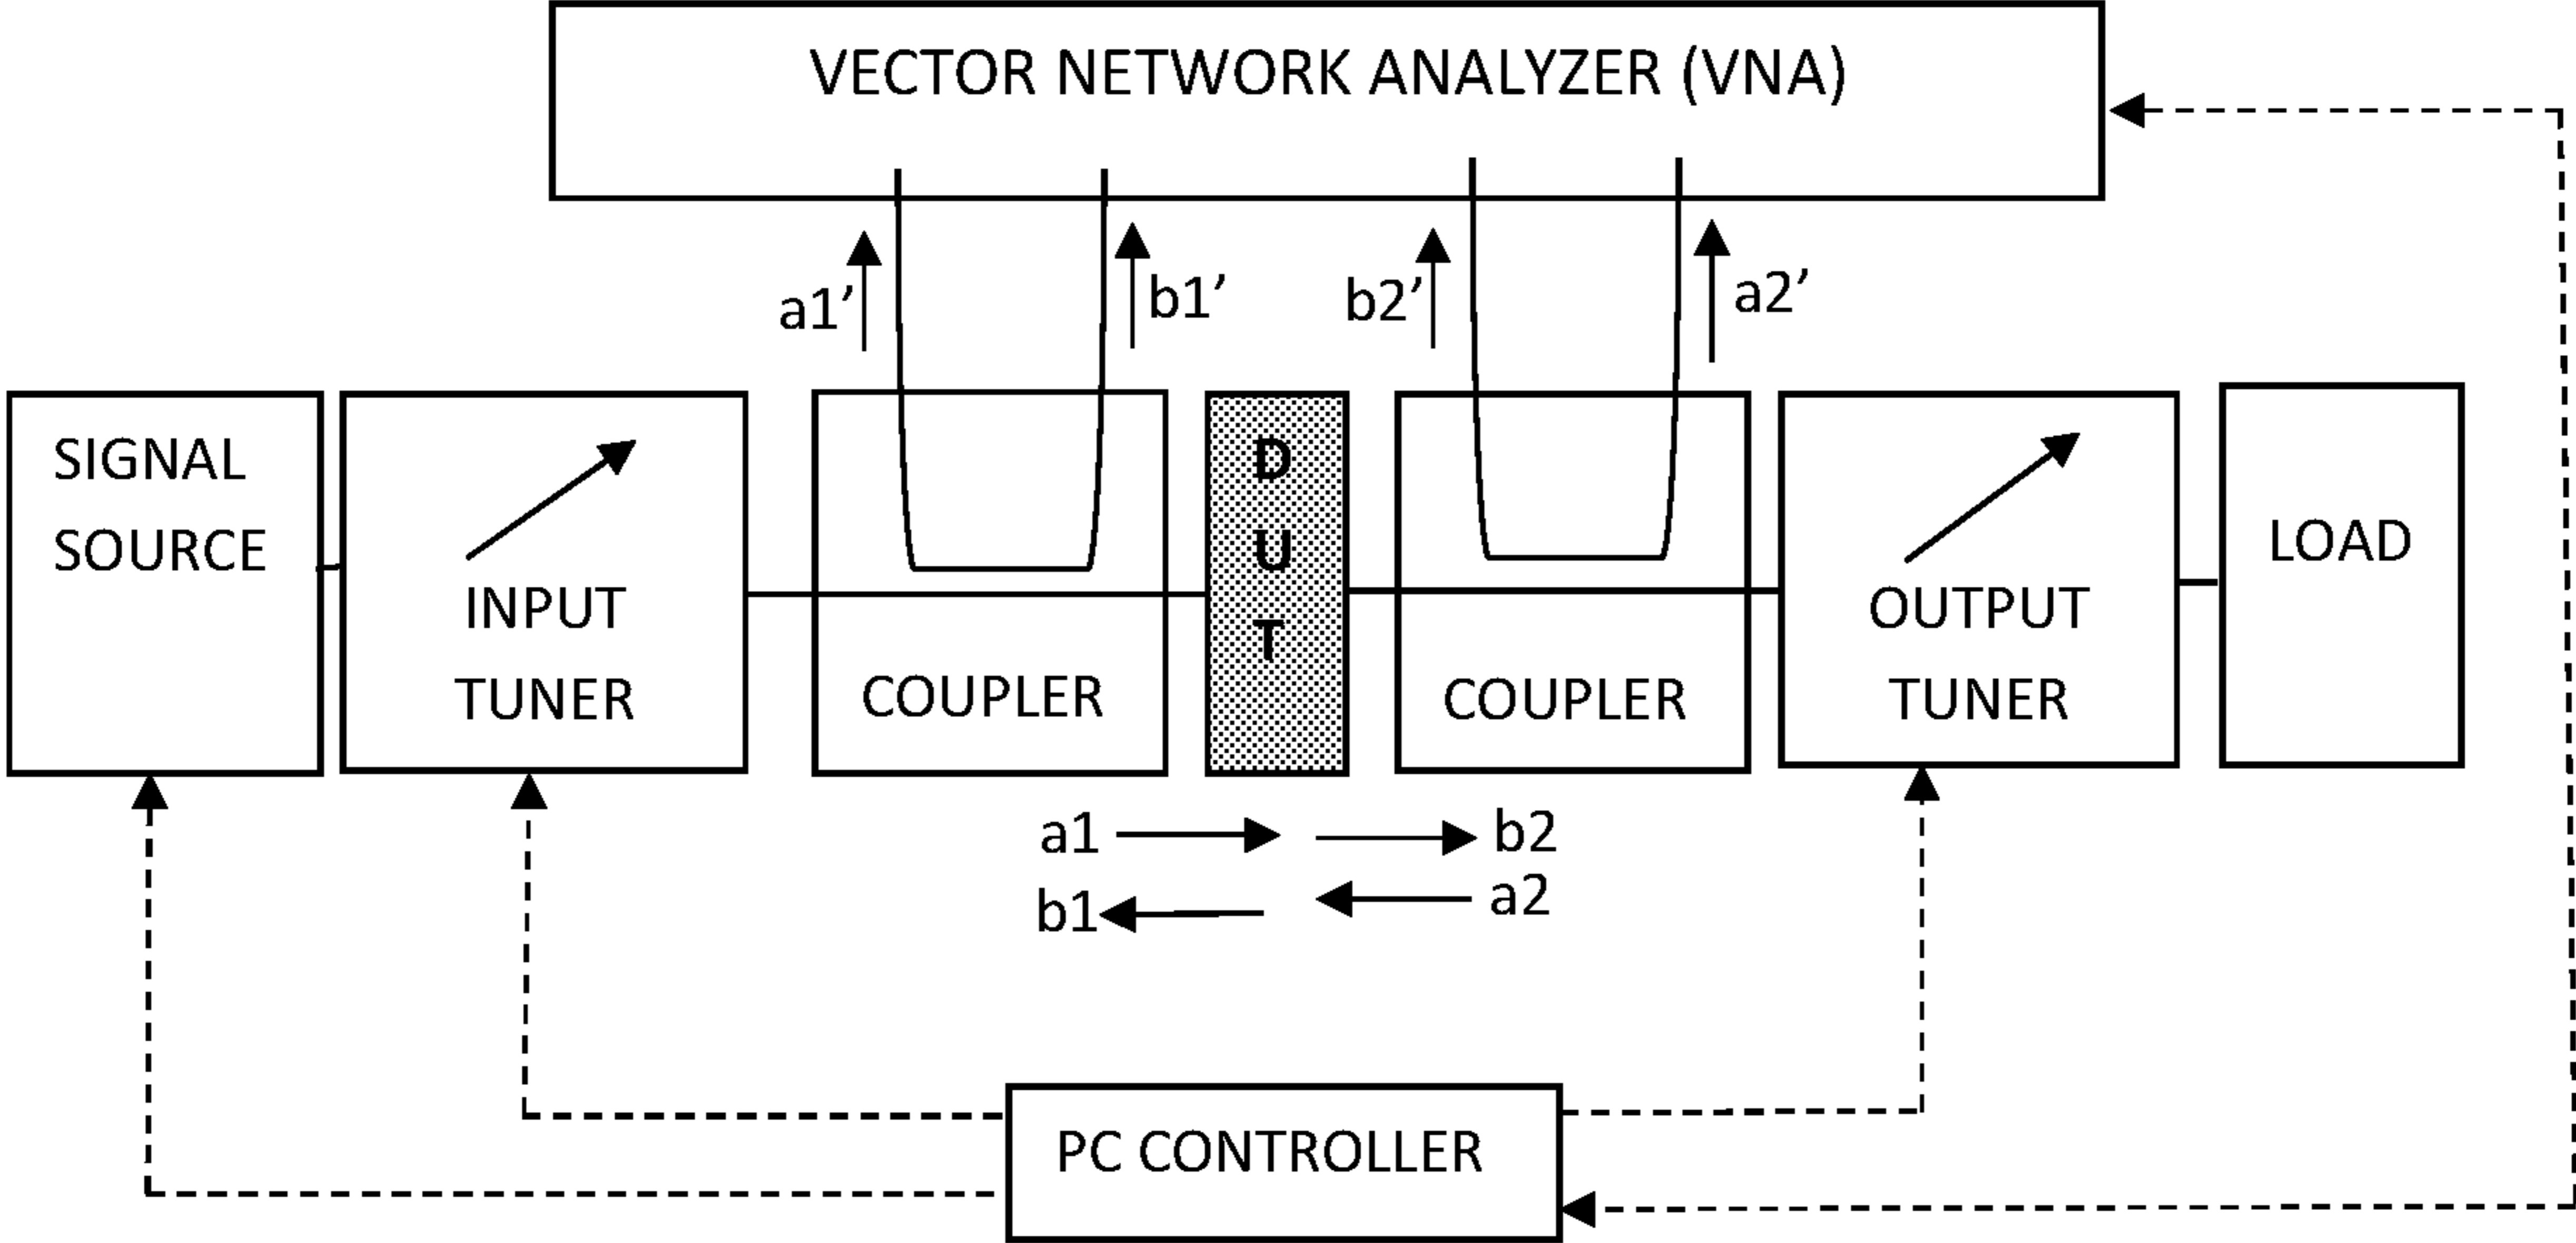 VECTOR NETWORK ANALYZER (VNA)
a1’
b1’
b2’
a2’
SIGNAL
SOURCE
INPUT
TUNER
COUPLER
D
U
T
COUPLER
OUTPUT
TUNER
LOAD
a1
b2
b1
a2
PC CONTROLLER